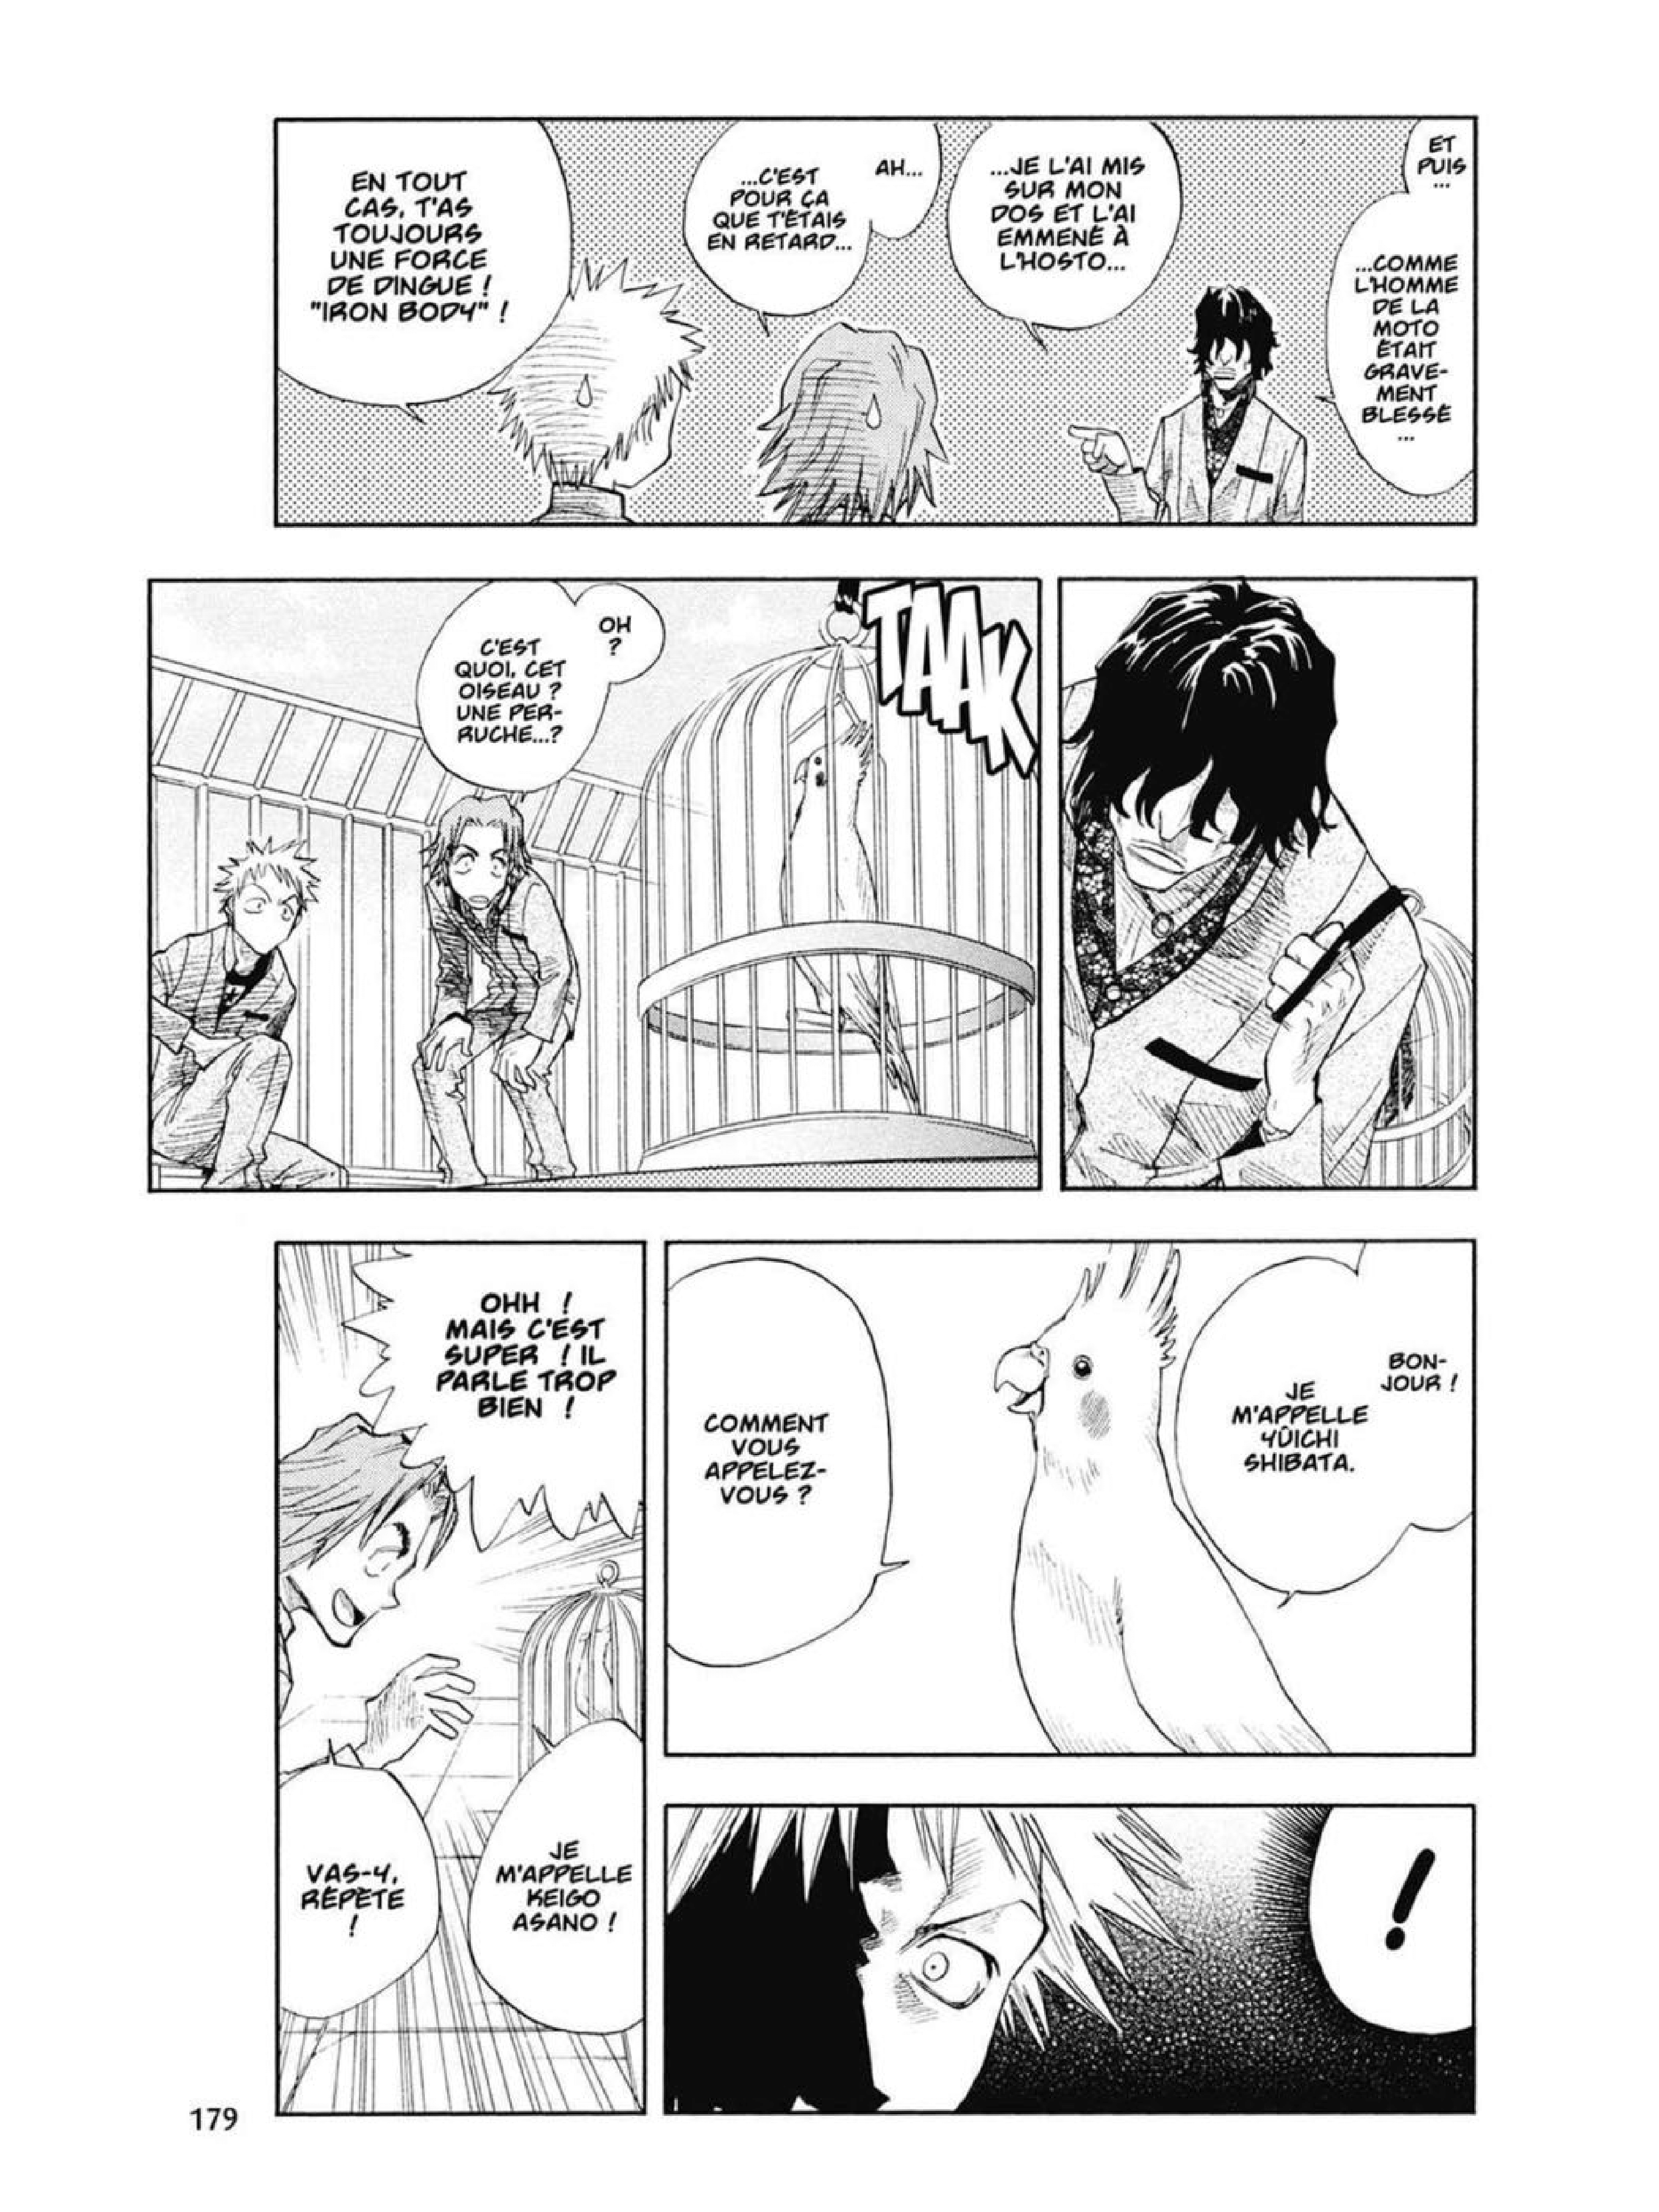 ET
PUIS
...
...COMME
L'HOMME
DE LA
MOTO
ÉTAIT
GRAVE-
MENT
BLESSÉ
...
...JE L'AI MIS
SUR MON
DOS ET L'AI
EMMENÉ À
L'HOSTO...
AH...
...C'EST
POUR ÇA
QUE T'ÉTAIS
EN RETARD...
EN TOUT
CAS, T'AS
TOUJOURS
UNE FORCE
DE DINGUE !
"IRON BODY" !
TAAK
OH
?
C'EST
QUOI, CET
OISEAU ?
UNE PER-
RUCHE...?
BON-
JOUR !
JE
M'APPELLE
YÛICHI
SHIBATA.
COMMENT
VOUS
APPELEZ-
VOUS ?
!
OHH !
MAIS C'EST
SUPER ! IL
PARLE TROP
BIEN !
JE
M'APPELLE
KEIGO
ASANO !
VAS-Y,
RÉPÈTE
!
179